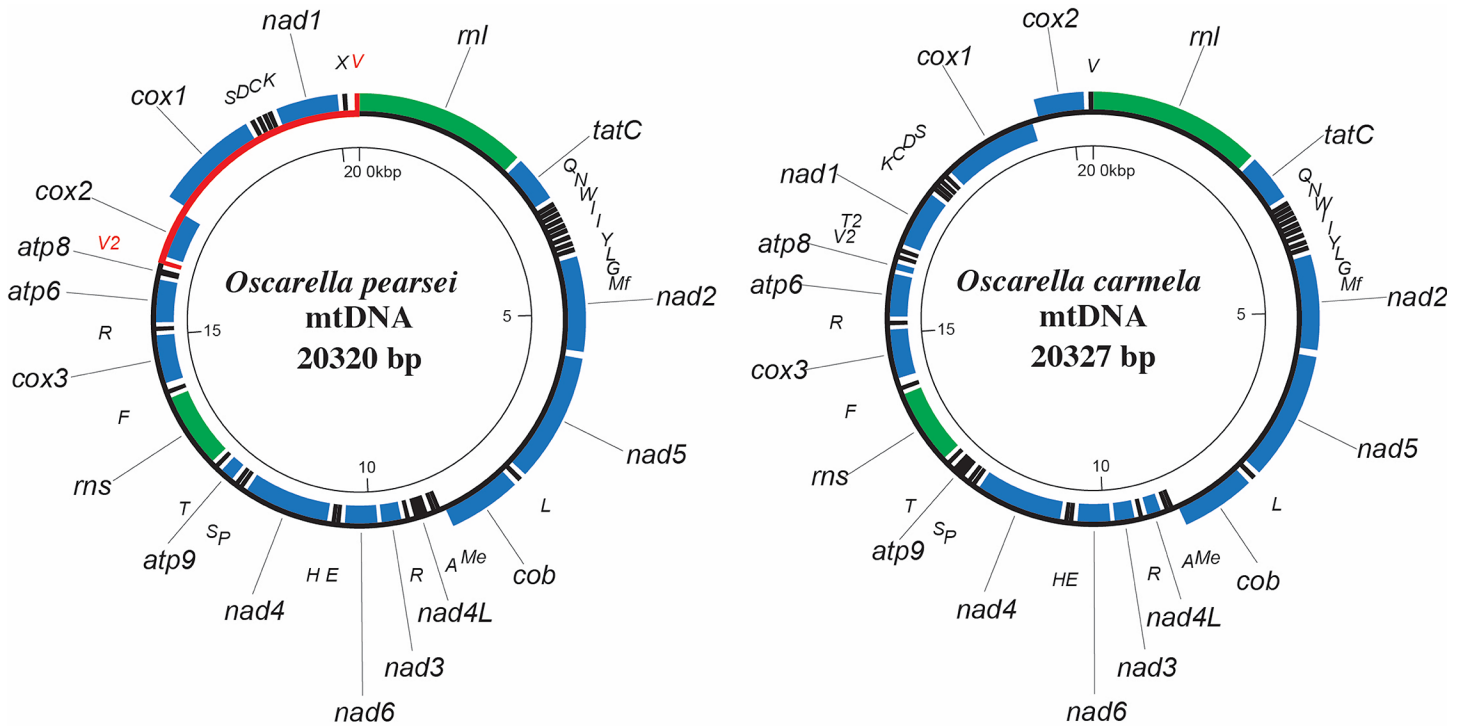 nad1
X V
rnl
K
C
D
S
cox1
tatC
Q
N
W
I
I
Y
L
G
Mf
cox2
atp8
V2
atp6
R
cox3
F
rns
T
S
P
atp9
nad4
H E
nad6
nad3
nad4L
R
A
Me
cob
L
nad5
nad2
20 0kbp
5
10
15
Oscarella pearsei
mtDNA
20320 bp
cox2
V
rnl
cox1
S
D
C
K
tatC
Q
N
W
I
I
Y
L
G
Mf
nad1
T2
V2
atp8
atp6
R
cox3
F
rns
T
S
P
atp9
nad4
HE
nad6
nad3
nad4L
R
A
Me
cob
L
nad5
nad2
20 0kbp
5
10
15
Oscarella carmela
mtDNA
20327 bp